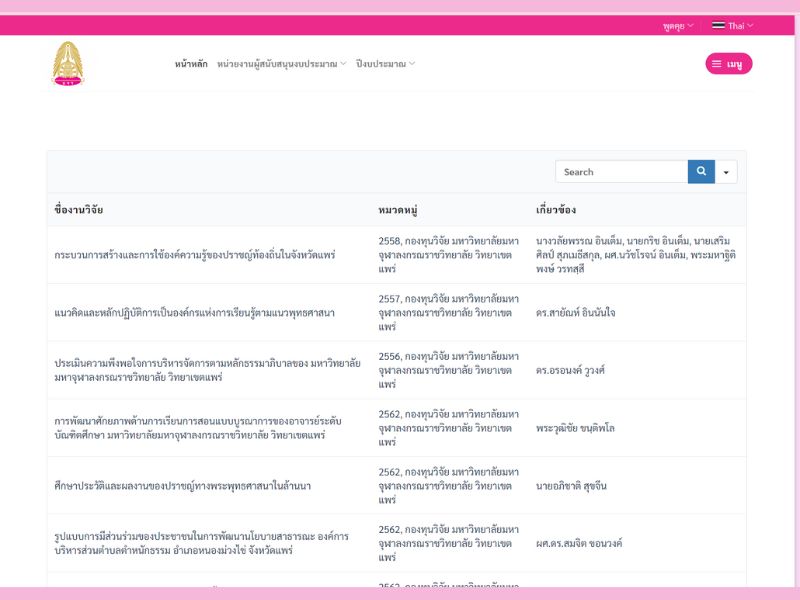 พูดคุย Thai
หน้าหลัก หน่วยงานผู้สนับสนุนงบประมาณ ปีงบประมาณ เมนู
Search
ชื่องานวิจัย หมวดหมู่ เกี่ยวข้อง
กระบวนการสร้างและการใช้องค์ความรู้ของปราชญ์ท้องถิ่นในจังหวัดแพร่
2558, กองทุนวิจัย มหาวิทยาลัยมหา
จุฬาลงกรณราชวิทยาลัย วิทยาเขต
แพร่
นางวลัยพรรณ อินเต็ม, นายกริช อินเต็ม, นายเสริม
ศิลป์ สุภเมธีสกุล, ผศ.นวัชโรจน์ อินเต็ม, พระมหาฐิติ
พงษ์ วรทสฺสี
แนวคิดและหลักปฏิบัติการเป็นองค์กรแห่งการเรียนรู้ตามแนวพุทธศาสนา
2557, กองทุนวิจัย มหาวิทยาลัยมหา
จุฬาลงกรณราชวิทยาลัย วิทยาเขต
แพร่
ดร.สายัณห์ อินนันใจ
ประเมินความพึงพอใจการบริหารจัดการตามหลักธรรมาภิบาลของ มหาวิทยาลัย
มหาจุฬาลงกรณราชวิทยาลัย วิทยาเขตแพร่
2556, กองทุนวิจัย มหาวิทยาลัยมหา
จุฬาลงกรณราชวิทยาลัย วิทยาเขต
แพร่
ดร.อรอนงค์ วูวงศ์
การพัฒนาศักยภาพด้านการเรียนการสอนแบบบูรณาการของอาจารย์ระดับ
บัณฑิตศึกษา มหาวิทยาลัยมหาจุฬาลงกรณราชวิทยาลัย วิทยาเขตแพร่
2562, กองทุนวิจัย มหาวิทยาลัยมหา
จุฬาลงกรณราชวิทยาลัย วิทยาเขต
แพร่
พระวุฒิชัย ขนฺติพโล
ศึกษาประวัติและผลงานของปราชญ์ทางพระพุทธศาสนาในล้านนา
2562, กองทุนวิจัย มหาวิทยาลัยมหา
จุฬาลงกรณราชวิทยาลัย วิทยาเขต
แพร่
นายอภิชาติ สุขจีน
รูปแบบการมีส่วนร่วมของประชาชนในการพัฒนานโยบายสาธารณะ องค์การ
บริหารส่วนตำบลตำหนักธรรม อำเภอหนองม่วงไข่ จังหวัดแพร่
2562, กองทุนวิจัย มหาวิทยาลัยมหา
จุฬาลงกรณราชวิทยาลัย วิทยาเขต
แพร่
ผศ.ดร.สมจิต ขอนวงค์
2562, กองทุนวิจัย มหาวิทยาลัยมหา